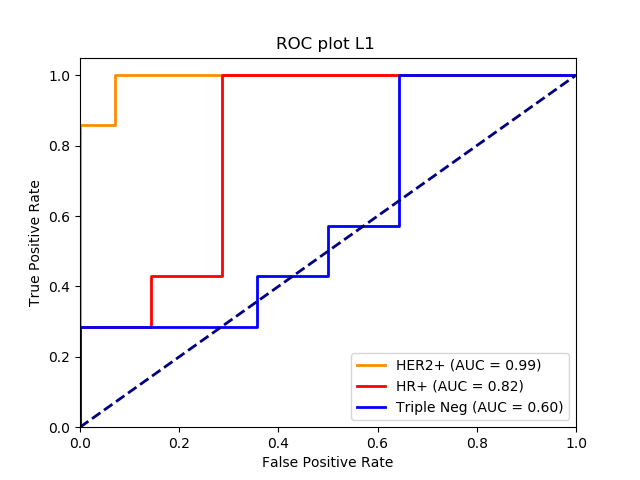 ROC plot L1
True Positive Rate
1.0
0.8
0.6
0.4
0.2
0.0
HER2+ (AUC = 0.99)
HR+ (AUC = 0.82)
Triple Neg (AUC = 0.60)
0.0 0.2 0.4 0.6 0.8 1.0
False Positive Rate